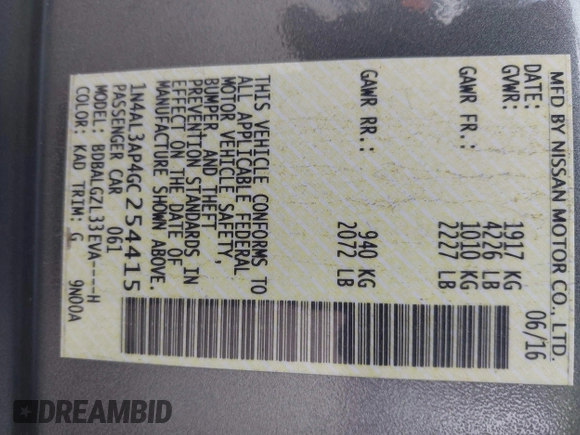 MFD BY NISSAN MOTOR CO., LTD.
DATE: 06/16
GVWR: 1917 KG
4226 LB
GAWR FR.: 1010 KG
2227 LB
GAWR RR.: 940 KG
2072 LB
THIS VEHICLE CONFORMS TO
ALL APPLICABLE FEDERAL
MOTOR VEHICLE SAFETY,
BUMPER, AND THEFT
PREVENTION STANDARDS IN
EFFECT ON THE DATE OF
MANUFACTURE SHOWN ABOVE.
1N4AL3AP4GC254415
PASSENGER CAR 061
MODEL: BDBALGZL33EVA----H
COLOR: KAD TRIM: G 9N00A
DREAMBID